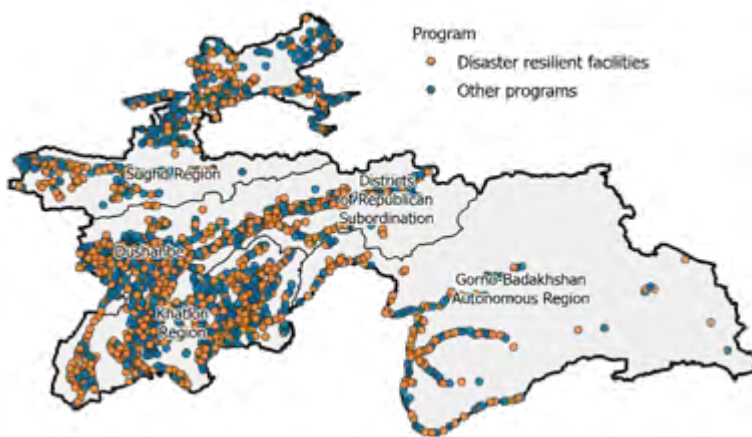 Program
Disaster resilient facilities
Other programs
Sughd Region
Districts
of Republican
Subordination
Dushanbe
Gorno-Badakhshan
Autonomous Region
Khatlon
Region